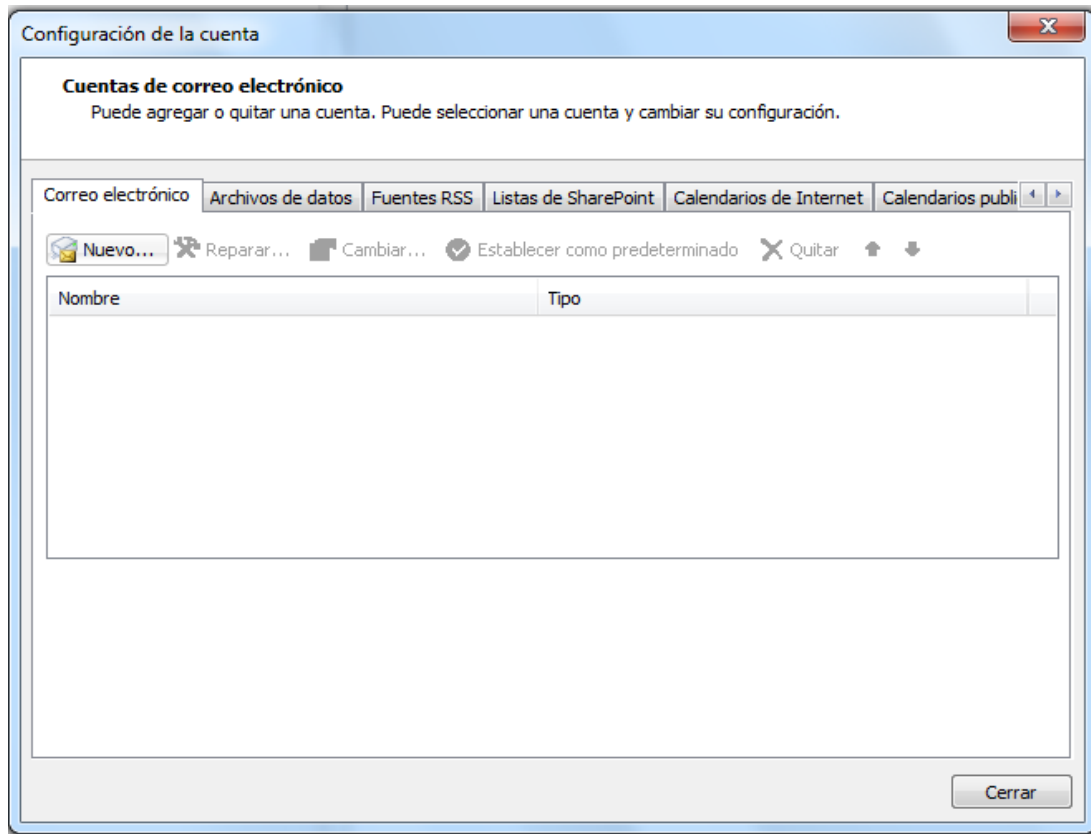 Configuración de la cuenta
Cuentas de correo electrónico
Puede agregar o quitar una cuenta. Puede seleccionar una cuenta y cambiar su configuración.
Correo electrónico Archivos de datos Fuentes RSS Listas de SharePoint Calendarios de Internet Calendarios publi
Nuevo... Reparar... Cambiar... Establecer como predeterminado Quitar
Nombre Tipo
Cerrar